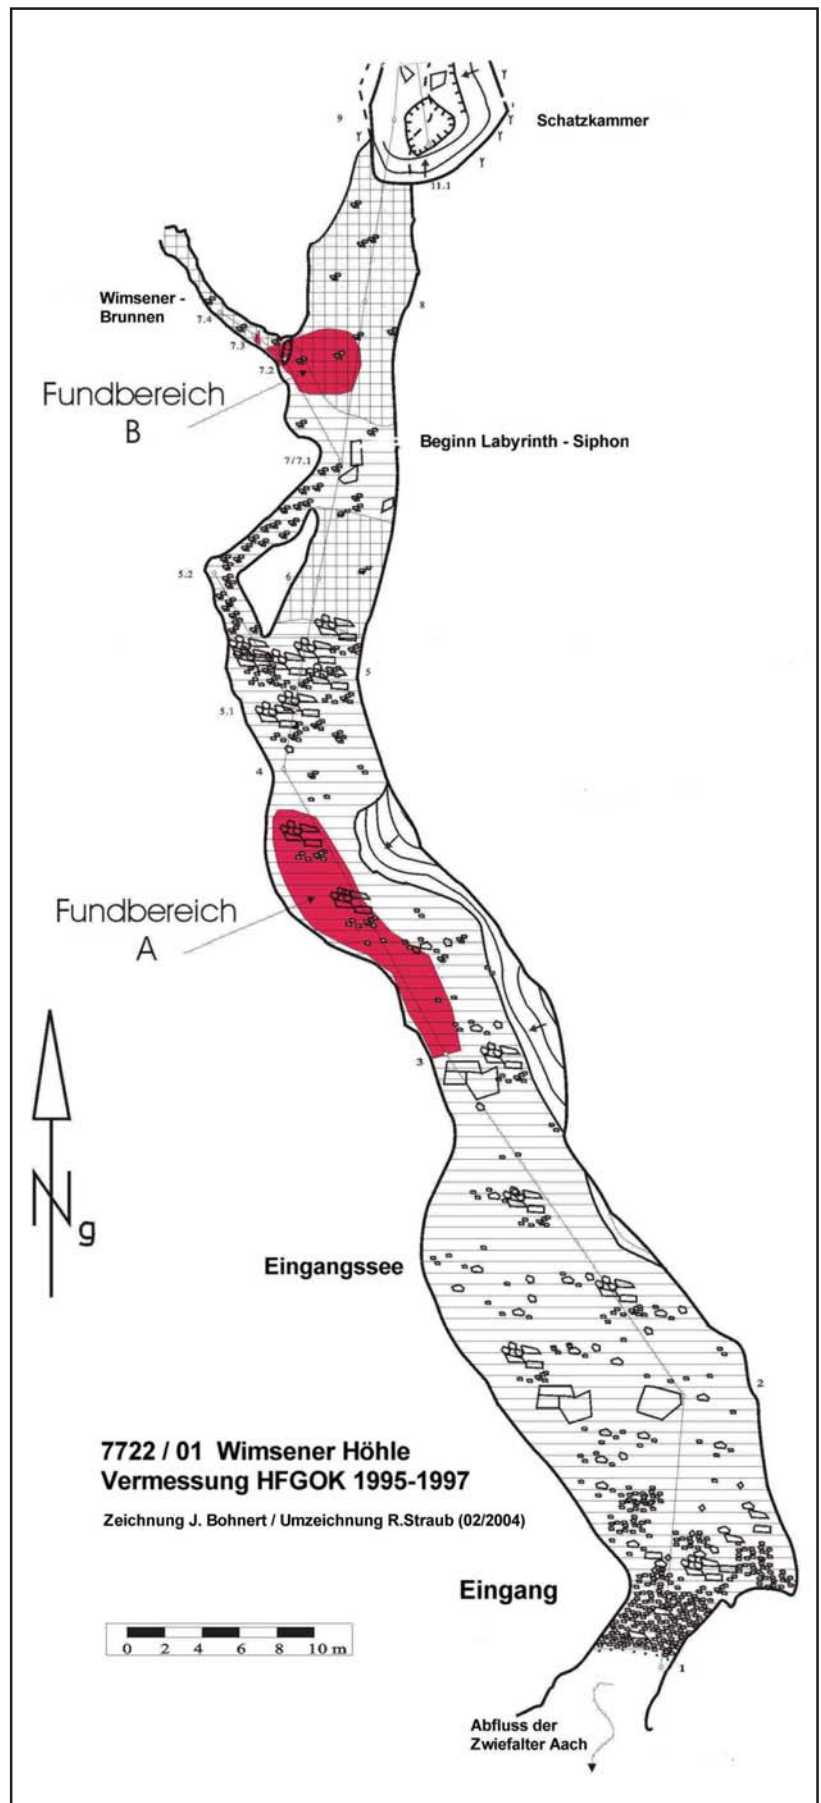 9
Schatzkammer
11.1
Wimsener -
Brunnen
8
7.4
7.3
7.2
Fundbereich
B
Beginn Labyrinth - Siphon
7/7.1
5.2
6
5
5.1
4
Fundbereich
A
3
N
g
Eingangssee
2
7722 / 01 Wimsener Höhle
Vermessung HFGOK 1995-1997
Zeichnung J. Bohnert / Umzeichnung R.Straub (02/2004)
Eingang
0 2 4 6 8 10 m
1
Abfluss der
Zwiefalter Aach